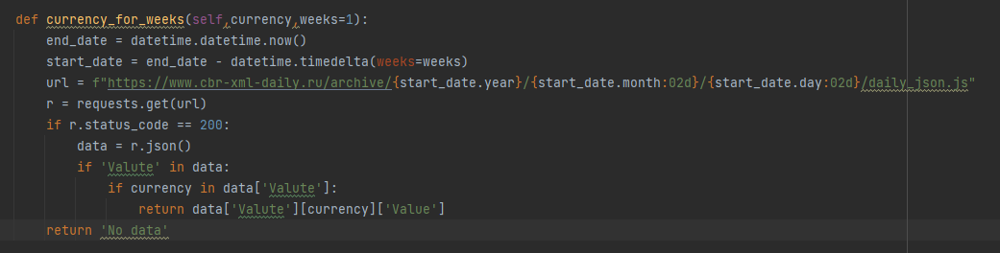 def currency_for_weeks(self,currency,weeks=1):
    end_date = datetime.datetime.now()
    start_date = end_date - datetime.timedelta(weeks=weeks)
    url = f"https://www.cbr-xml-daily.ru/archive/{start_date.year}/{start_date.month:02d}/{start_date.day:02d}/daily_json.js"
    r = requests.get(url)
    if r.status_code == 200:
        data = r.json()
        if 'Valute' in data:
            if currency in data['Valute']:
                return data['Valute'][currency]['Value']
    return 'No data'